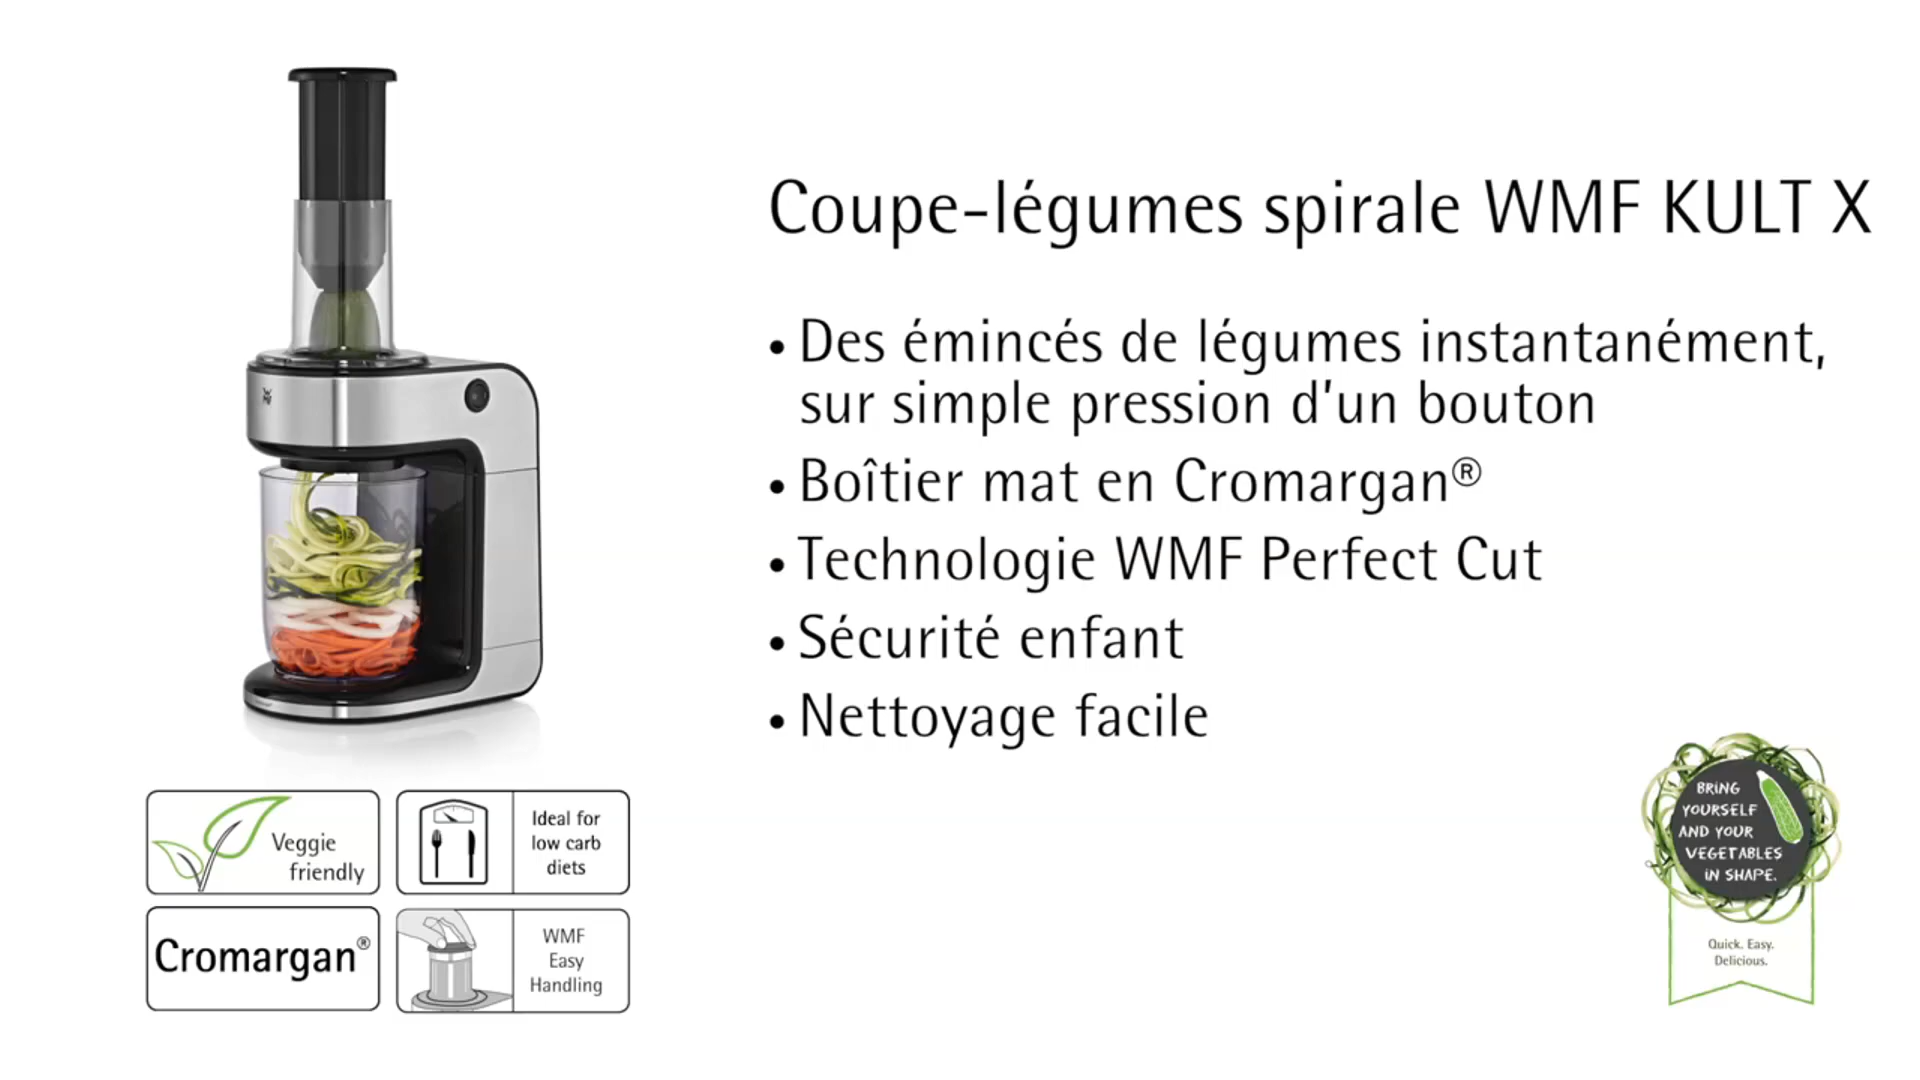 Coupe-légumes spirale WMF KULT X
• Des émincés de légumes instantanément,
sur simple pression d'un bouton
• Boîtier mat en Cromargan®
• Technologie WMF Perfect Cut
• Sécurité enfant
• Nettoyage facile
WMF
Veggie
friendly
Ideal for
low carb
diets
Cromargan®
WMF
Easy
Handling
BRING
YOURSELF
AND YOUR
VEGETABLES
IN SHAPE.
Quick. Easy.
Delicious.